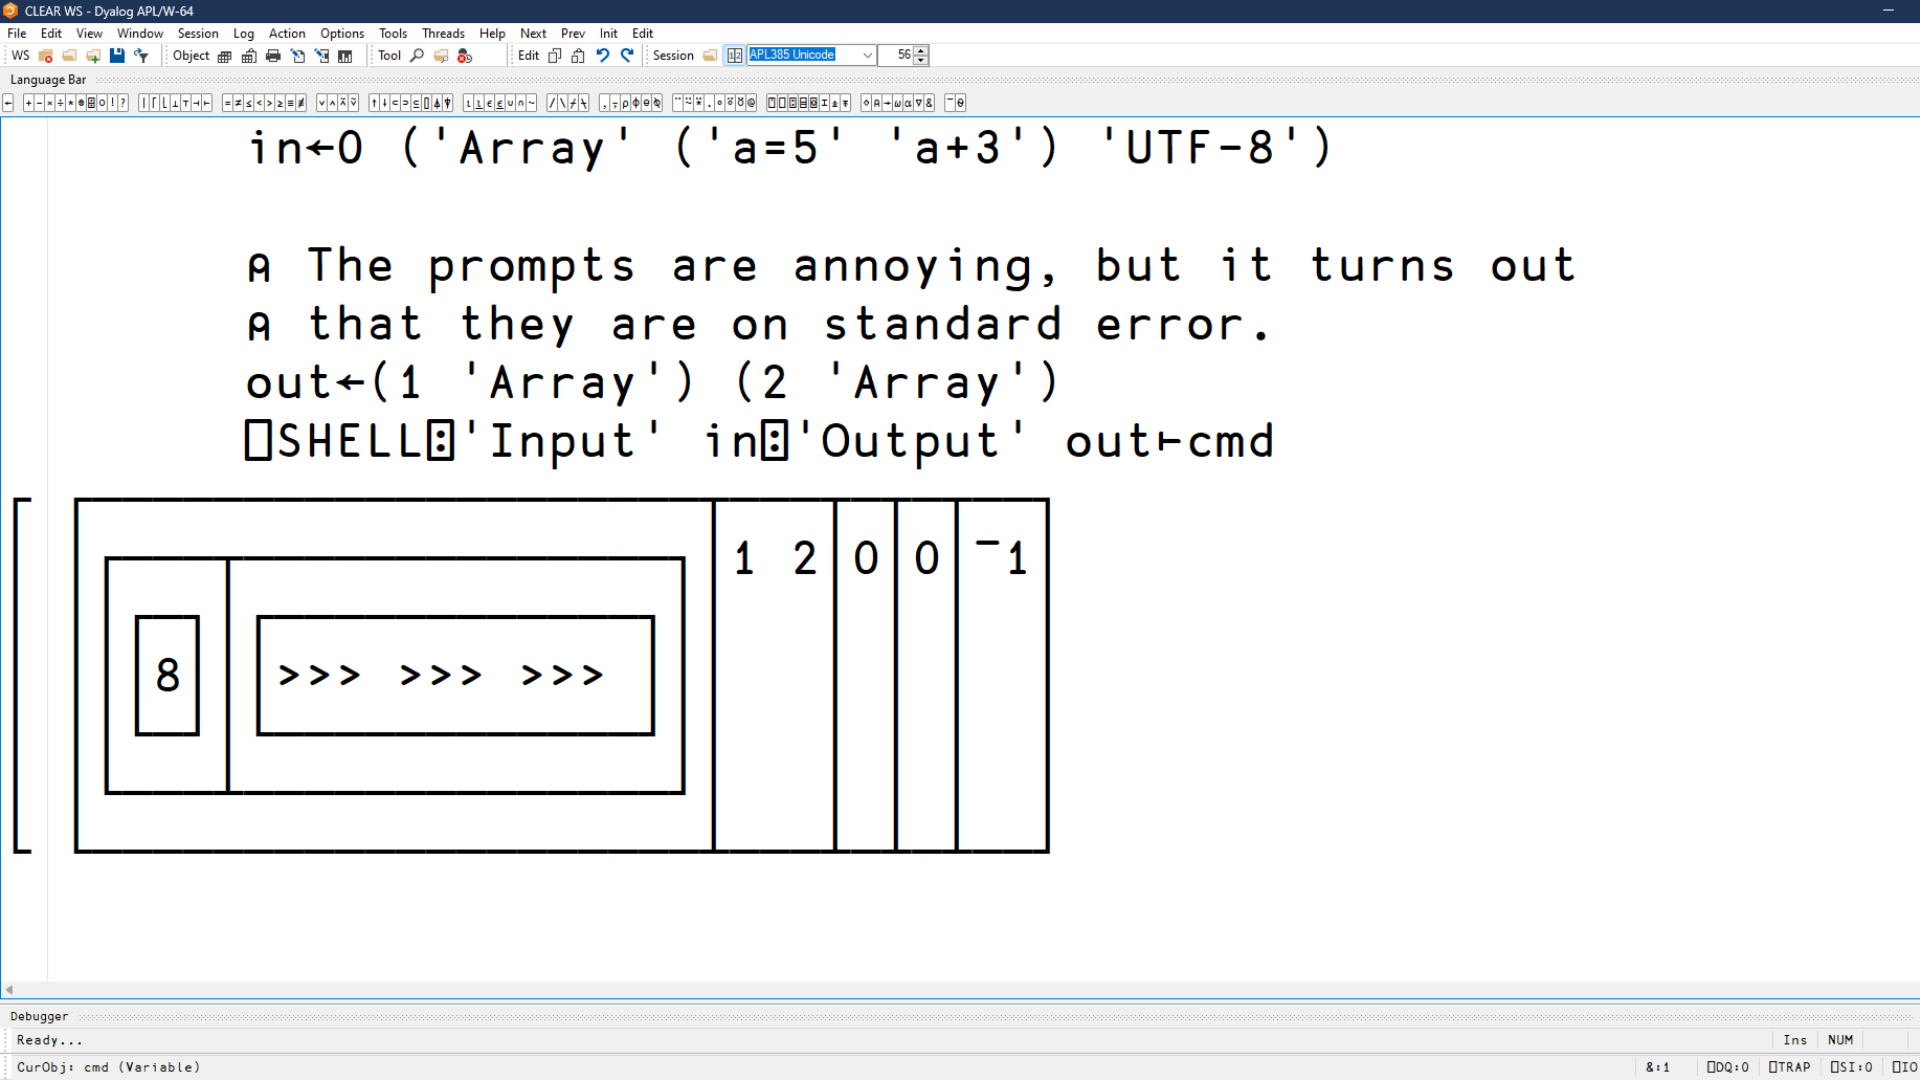 CLEAR WS - Dyalog APL/W-64
File Edit View Window Session Log Action Options Tools Threads Help Next Prev Init Edit
WS Object Tool Edit Session APL385 Unicode 56
Language Bar
in←0 ('Array' ('a=5' 'a+3') 'UTF-8')
⍝ The prompts are annoying, but it turns out
⍝ that they are on standard error.
out←(1 'Array') (2 'Array')
⎕SHELL⍠'Input' in⍠'Output' out⊢cmd
1 2 0 0 ¯1
8 >>> >>> >>>
Debugger
Ready...
Ins NUM
CurObj: cmd (Variable)
&:1 ⎕DQ:0 ⎕TRAP ⎕SI:0 ⎕IO